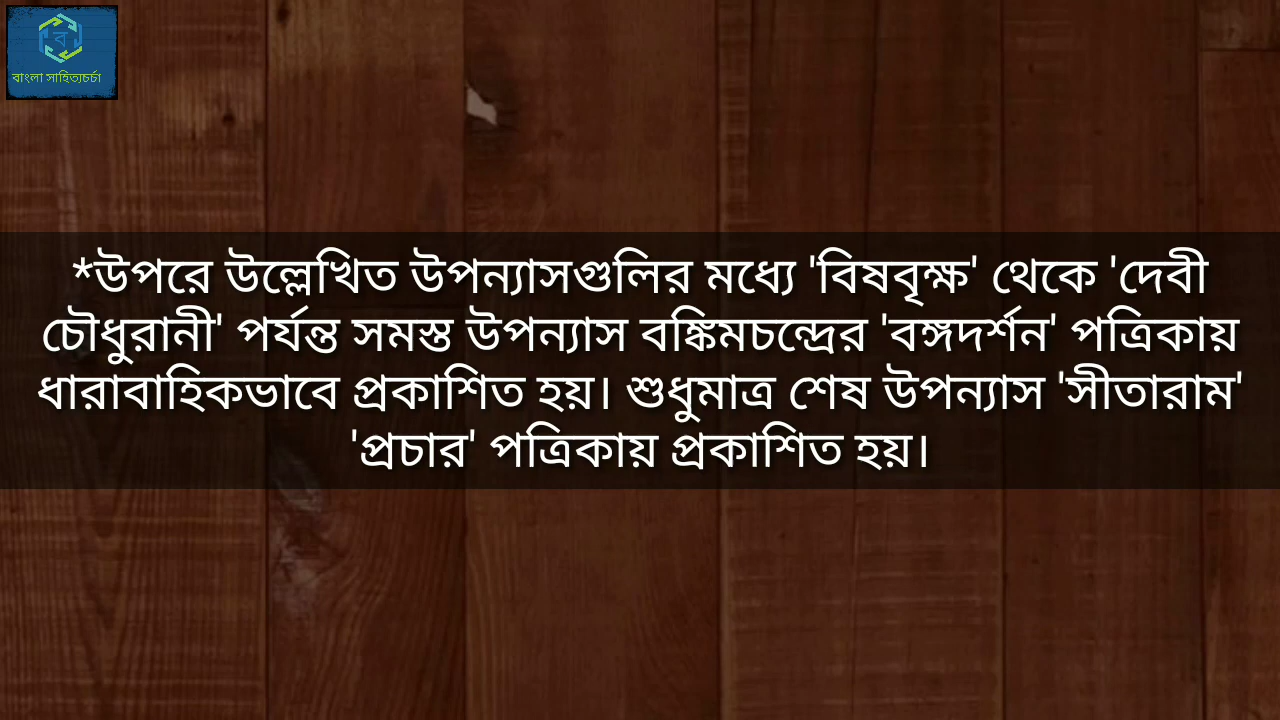 ব
বাংলা সাহিত্যচর্চা
*উপরে উল্লেখিত উপন্যাসগুলির মধ্যে 'বিষবৃক্ষ' থেকে 'দেবী
চৌধুরানী' পর্যন্ত সমস্ত উপন্যাস বঙ্কিমচন্দ্রের 'বঙ্গদর্শন' পত্রিকায়
ধারাবাহিকভাবে প্রকাশিত হয়। শুধুমাত্র শেষ উপন্যাস 'সীতারাম'
'প্রচার' পত্রিকায় প্রকাশিত হয়।